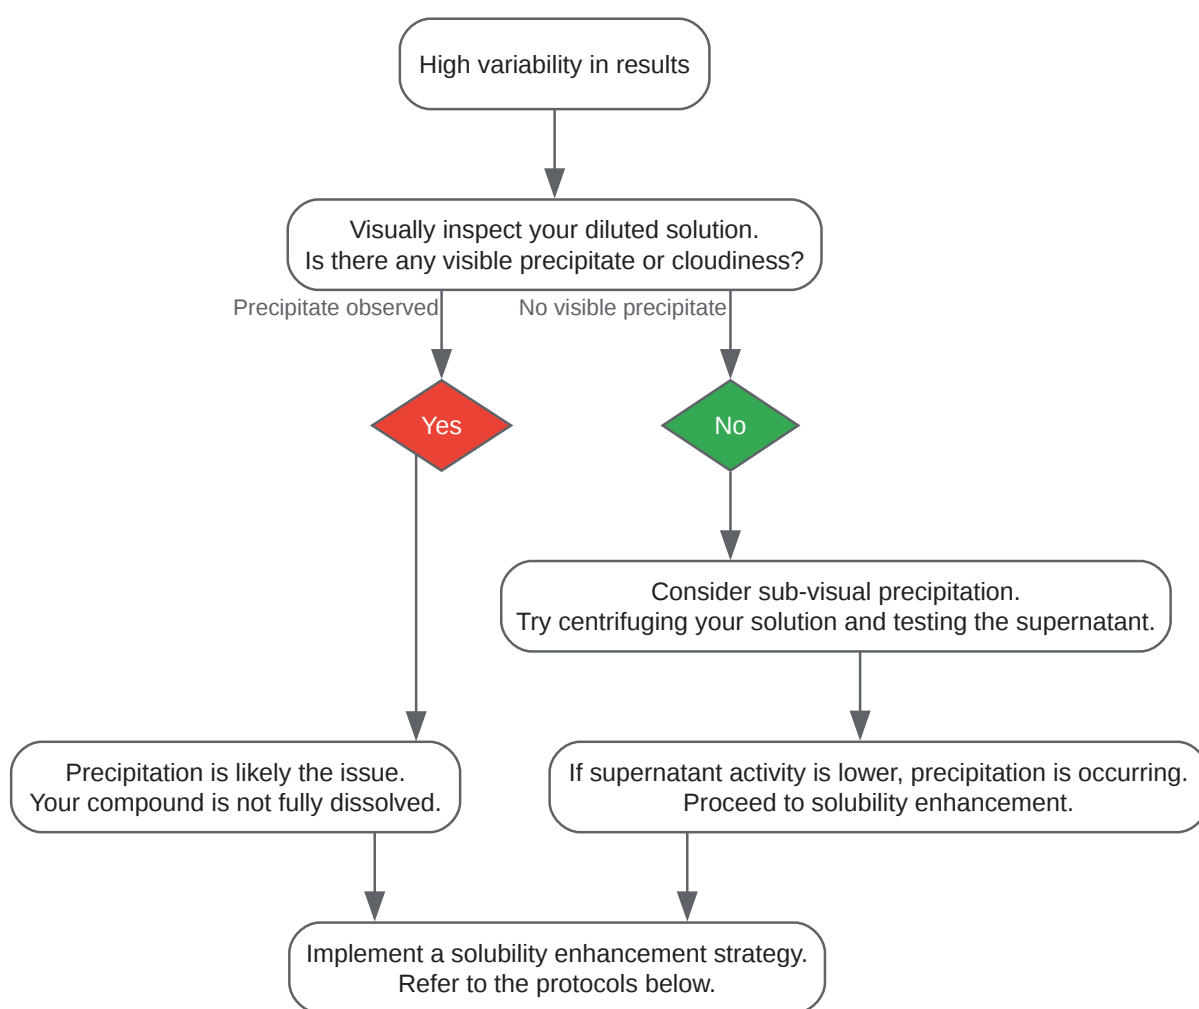 High variability in results
Visually inspect your diluted solution.
Is there any visible precipitate or cloudiness?
Precipitate observed
No visible precipitate
Yes
No
Consider sub-visual precipitation.
Try centrifuging your solution and testing the supernatant.
Precipitation is likely the issue.
Your compound is not fully dissolved.
If supernatant activity is lower, precipitation is occurring.
Proceed to solubility enhancement.
Implement a solubility enhancement strategy.
Refer to the protocols below.